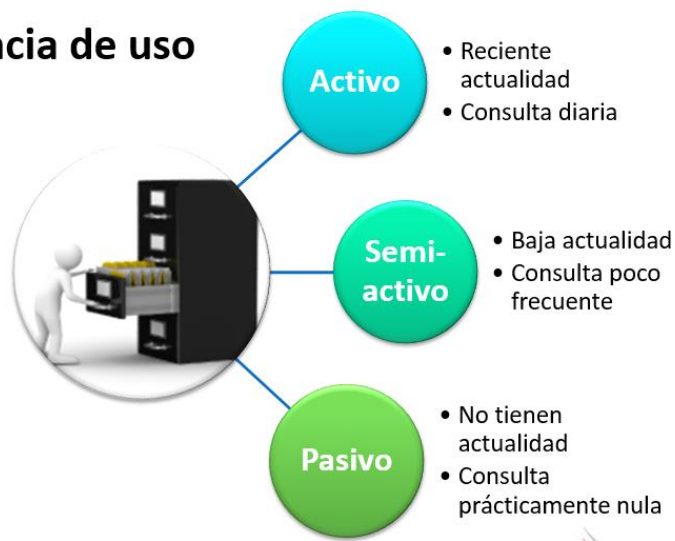 ncia de uso
Activo
• Reciente
actualidad
• Consulta diaria
Semi-
activo
• Baja actualidad
• Consulta poco
frecuente
Pasivo
• No tienen
actualidad
• Consulta
prácticamente nula